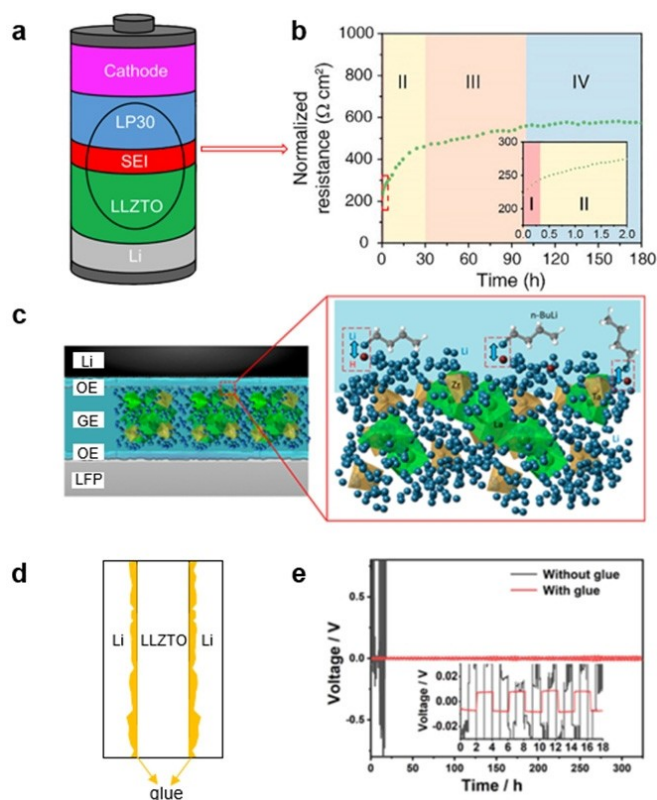 a
Cathode
LP30
SEI
LLZTO
Li
b
Normalized
resistance (Ω cm²)
1000
800
600
400
200
0
II
III
IV
300
250
200
I
II
0.0 0.5 1.0 1.5 2.0
0 30 60 90 120 150 180
Time (h)
c
Li
OE
GE
OE
LFP
n-BuLi
Li
H
Li
Zr
Ta
La
Li
d
Li
LLZTO
Li
glue
e
Voltage / V
0.5
0.0
-0.5
Without glue
With glue
Voltage / V
0.02
0.00
-0.02
0 2 4 6 8 10 12 14 16 18
0 50 100 150 200 250 300
Time / h